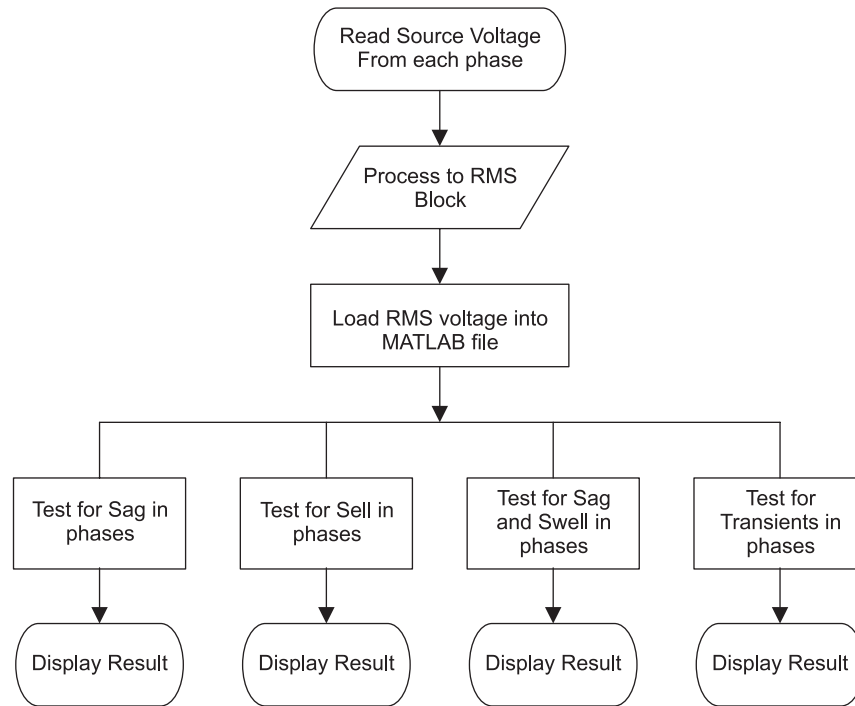 Read Source Voltage
From each phase
Process to RMS
Block
Load RMS voltage into
MATLAB file
Test for Sag in
phases
Test for Sell in
phases
Test for Sag
and Swell in
phases
Test for
Transients in
phases
Display Result
Display Result
Display Result
Display Result